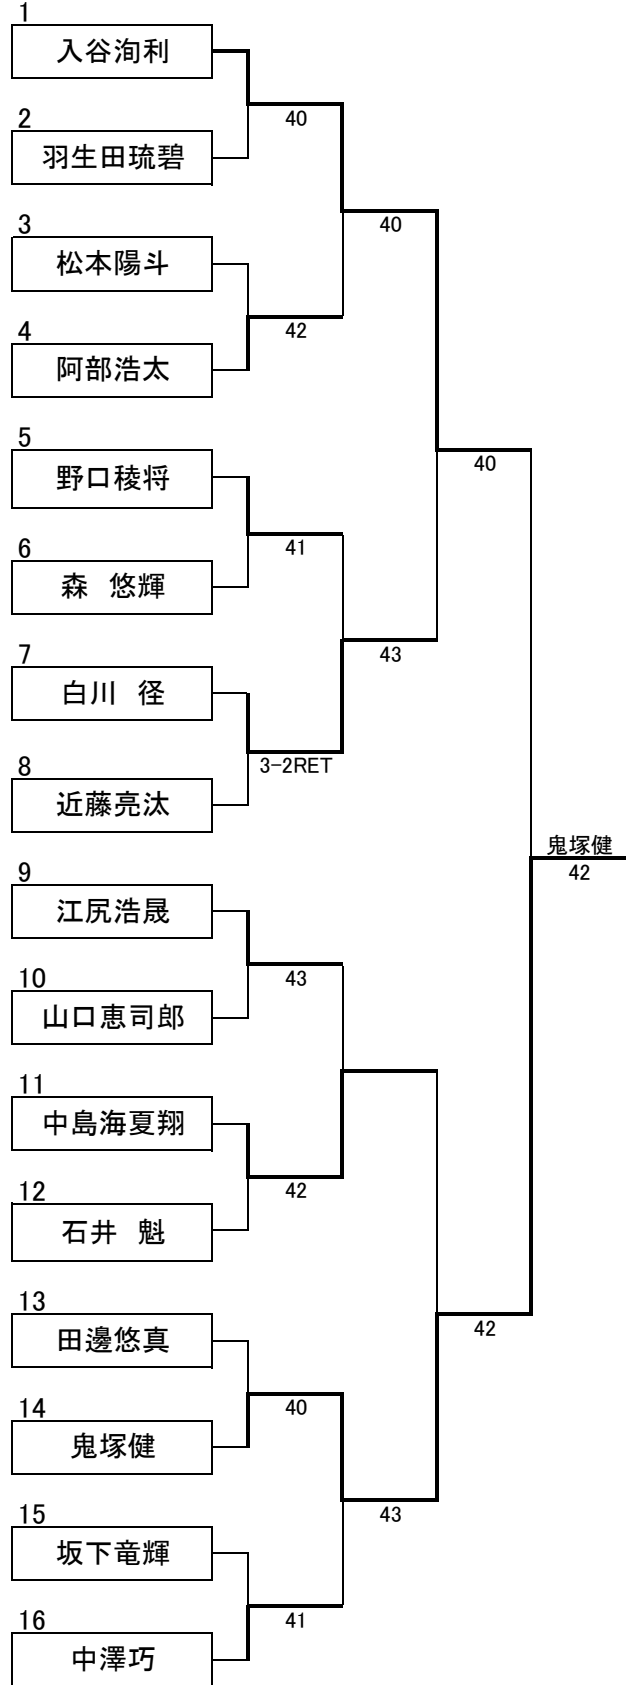 1
入谷洵利
2
羽生田琉碧
40
3
松本陽斗
40
4
阿部浩太
42
5
野口稜将
40
6
森 悠輝
41
7
白川 径
43
8
近藤亮汰
3-2RET
鬼塚健
42
9
江尻浩晟
10
山口恵司郎
43
11
中島海夏翔
12
石井 魁
42
13
田邊悠真
42
14
鬼塚健
40
15
坂下竜輝
43
16
中澤巧
41